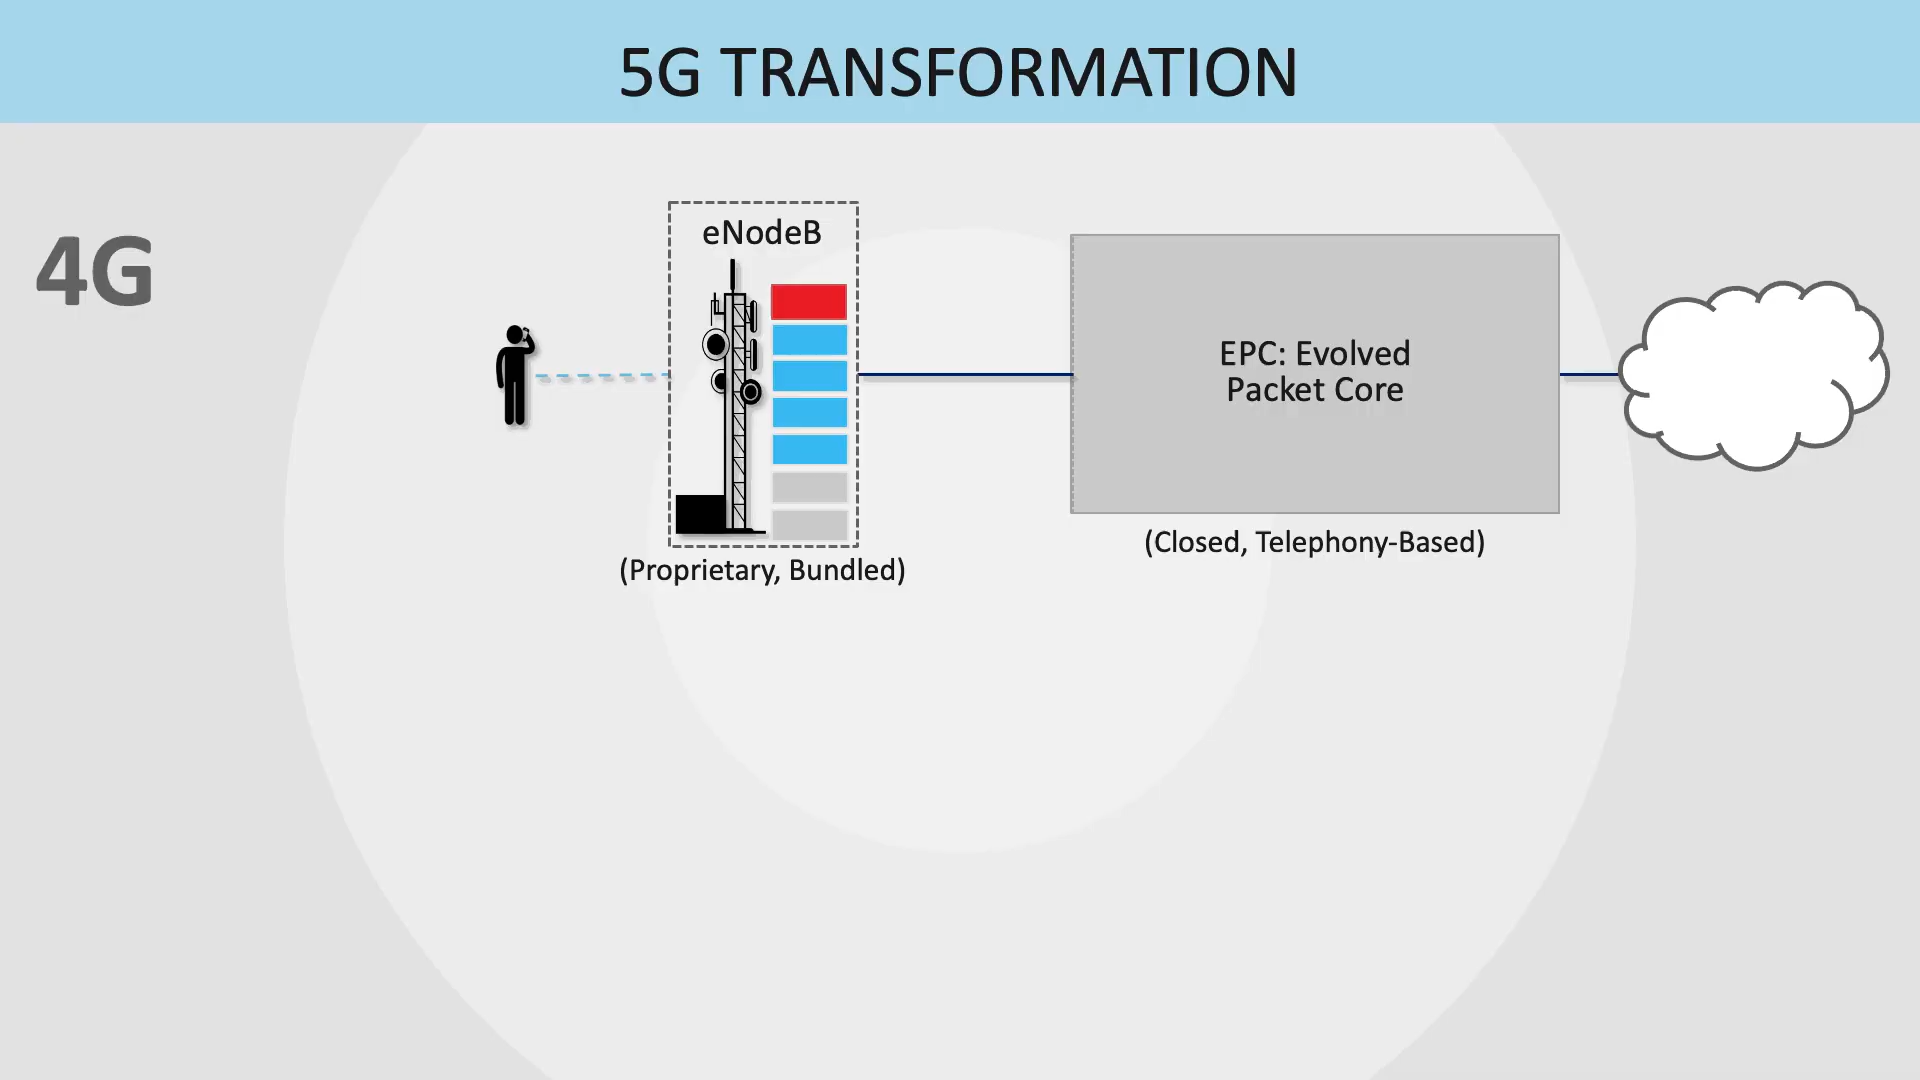 5G TRANSFORMATION
4G
eNodeB
(Proprietary, Bundled)
EPC: Evolved
Packet Core
(Closed, Telephony-Based)